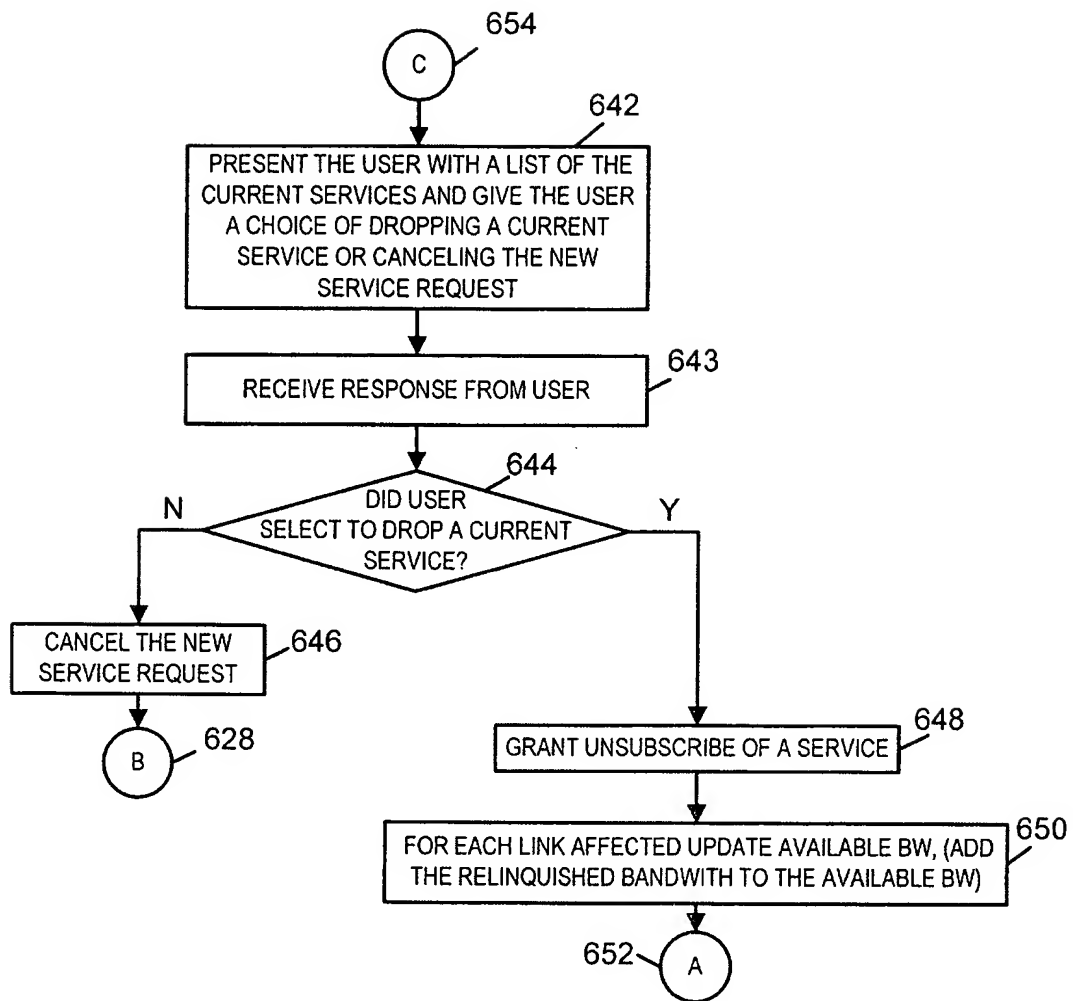 654
C
642
PRESENT THE USER WITH A LIST OF THE
CURRENT SERVICES AND GIVE THE USER
A CHOICE OF DROPPING A CURRENT
SERVICE OR CANCELING THE NEW
SERVICE REQUEST
643
RECEIVE RESPONSE FROM USER
644
DID USER
SELECT TO DROP A CURRENT
SERVICE?
N
Y
CANCEL THE NEW
SERVICE REQUEST
646
B
628
GRANT UNSUBSCRIBE OF A SERVICE
648
FOR EACH LINK AFFECTED UPDATE AVAILABLE BW, (ADD
THE RELINQUISHED BANDWITH TO THE AVAILABLE BW)
650
652
A